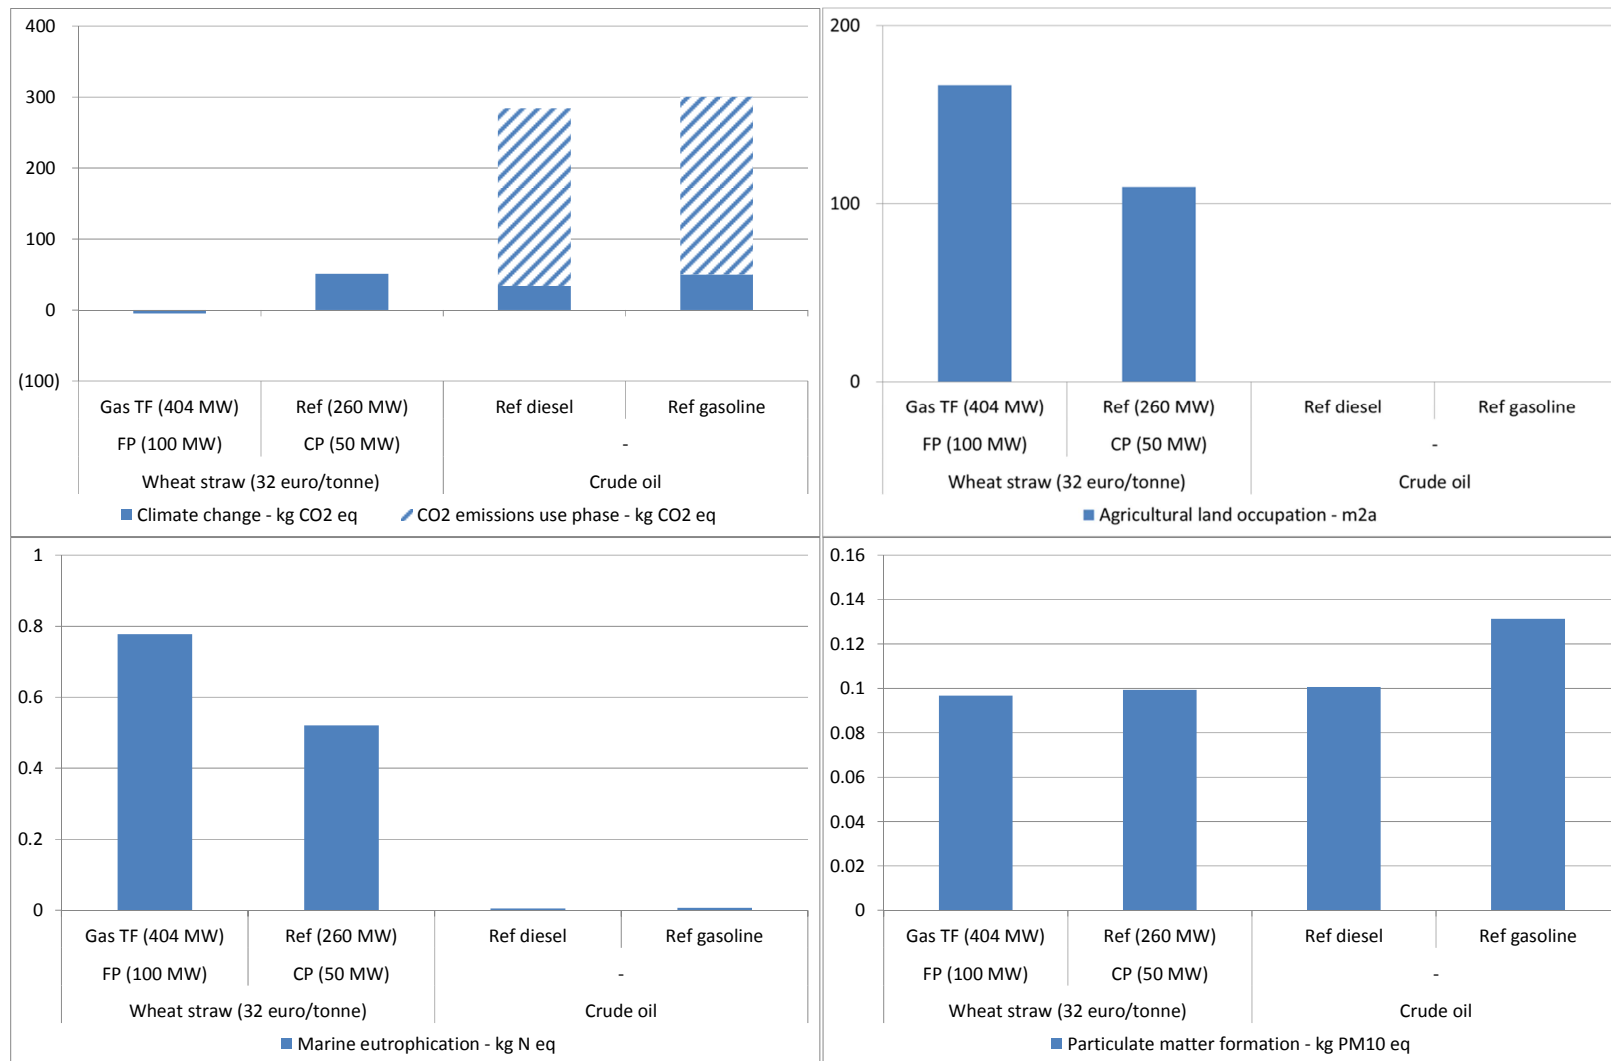 400
300
200
100
0
(100)
Gas TF (404 MW) Ref (260 MW) Ref diesel Ref gasoline
FP (100 MW) CP (50 MW) -
Wheat straw (32 euro/tonne) Crude oil
Climate change - kg CO2 eq CO2 emissions use phase - kg CO2 eq
200
100
0
Gas TF (404 MW) Ref (260 MW) Ref diesel Ref gasoline
FP (100 MW) CP (50 MW) -
Wheat straw (32 euro/tonne) Crude oil
Agricultural land occupation - m2a
1
0.8
0.6
0.4
0.2
0
Gas TF (404 MW) Ref (260 MW) Ref diesel Ref gasoline
FP (100 MW) CP (50 MW) -
Wheat straw (32 euro/tonne) Crude oil
Marine eutrophication - kg N eq
0.16
0.14
0.12
0.1
0.08
0.06
0.04
0.02
0
Gas TF (404 MW) Ref (260 MW) Ref diesel Ref gasoline
FP (100 MW) CP (50 MW) -
Wheat straw (32 euro/tonne) Crude oil
Particulate matter formation - kg PM10 eq